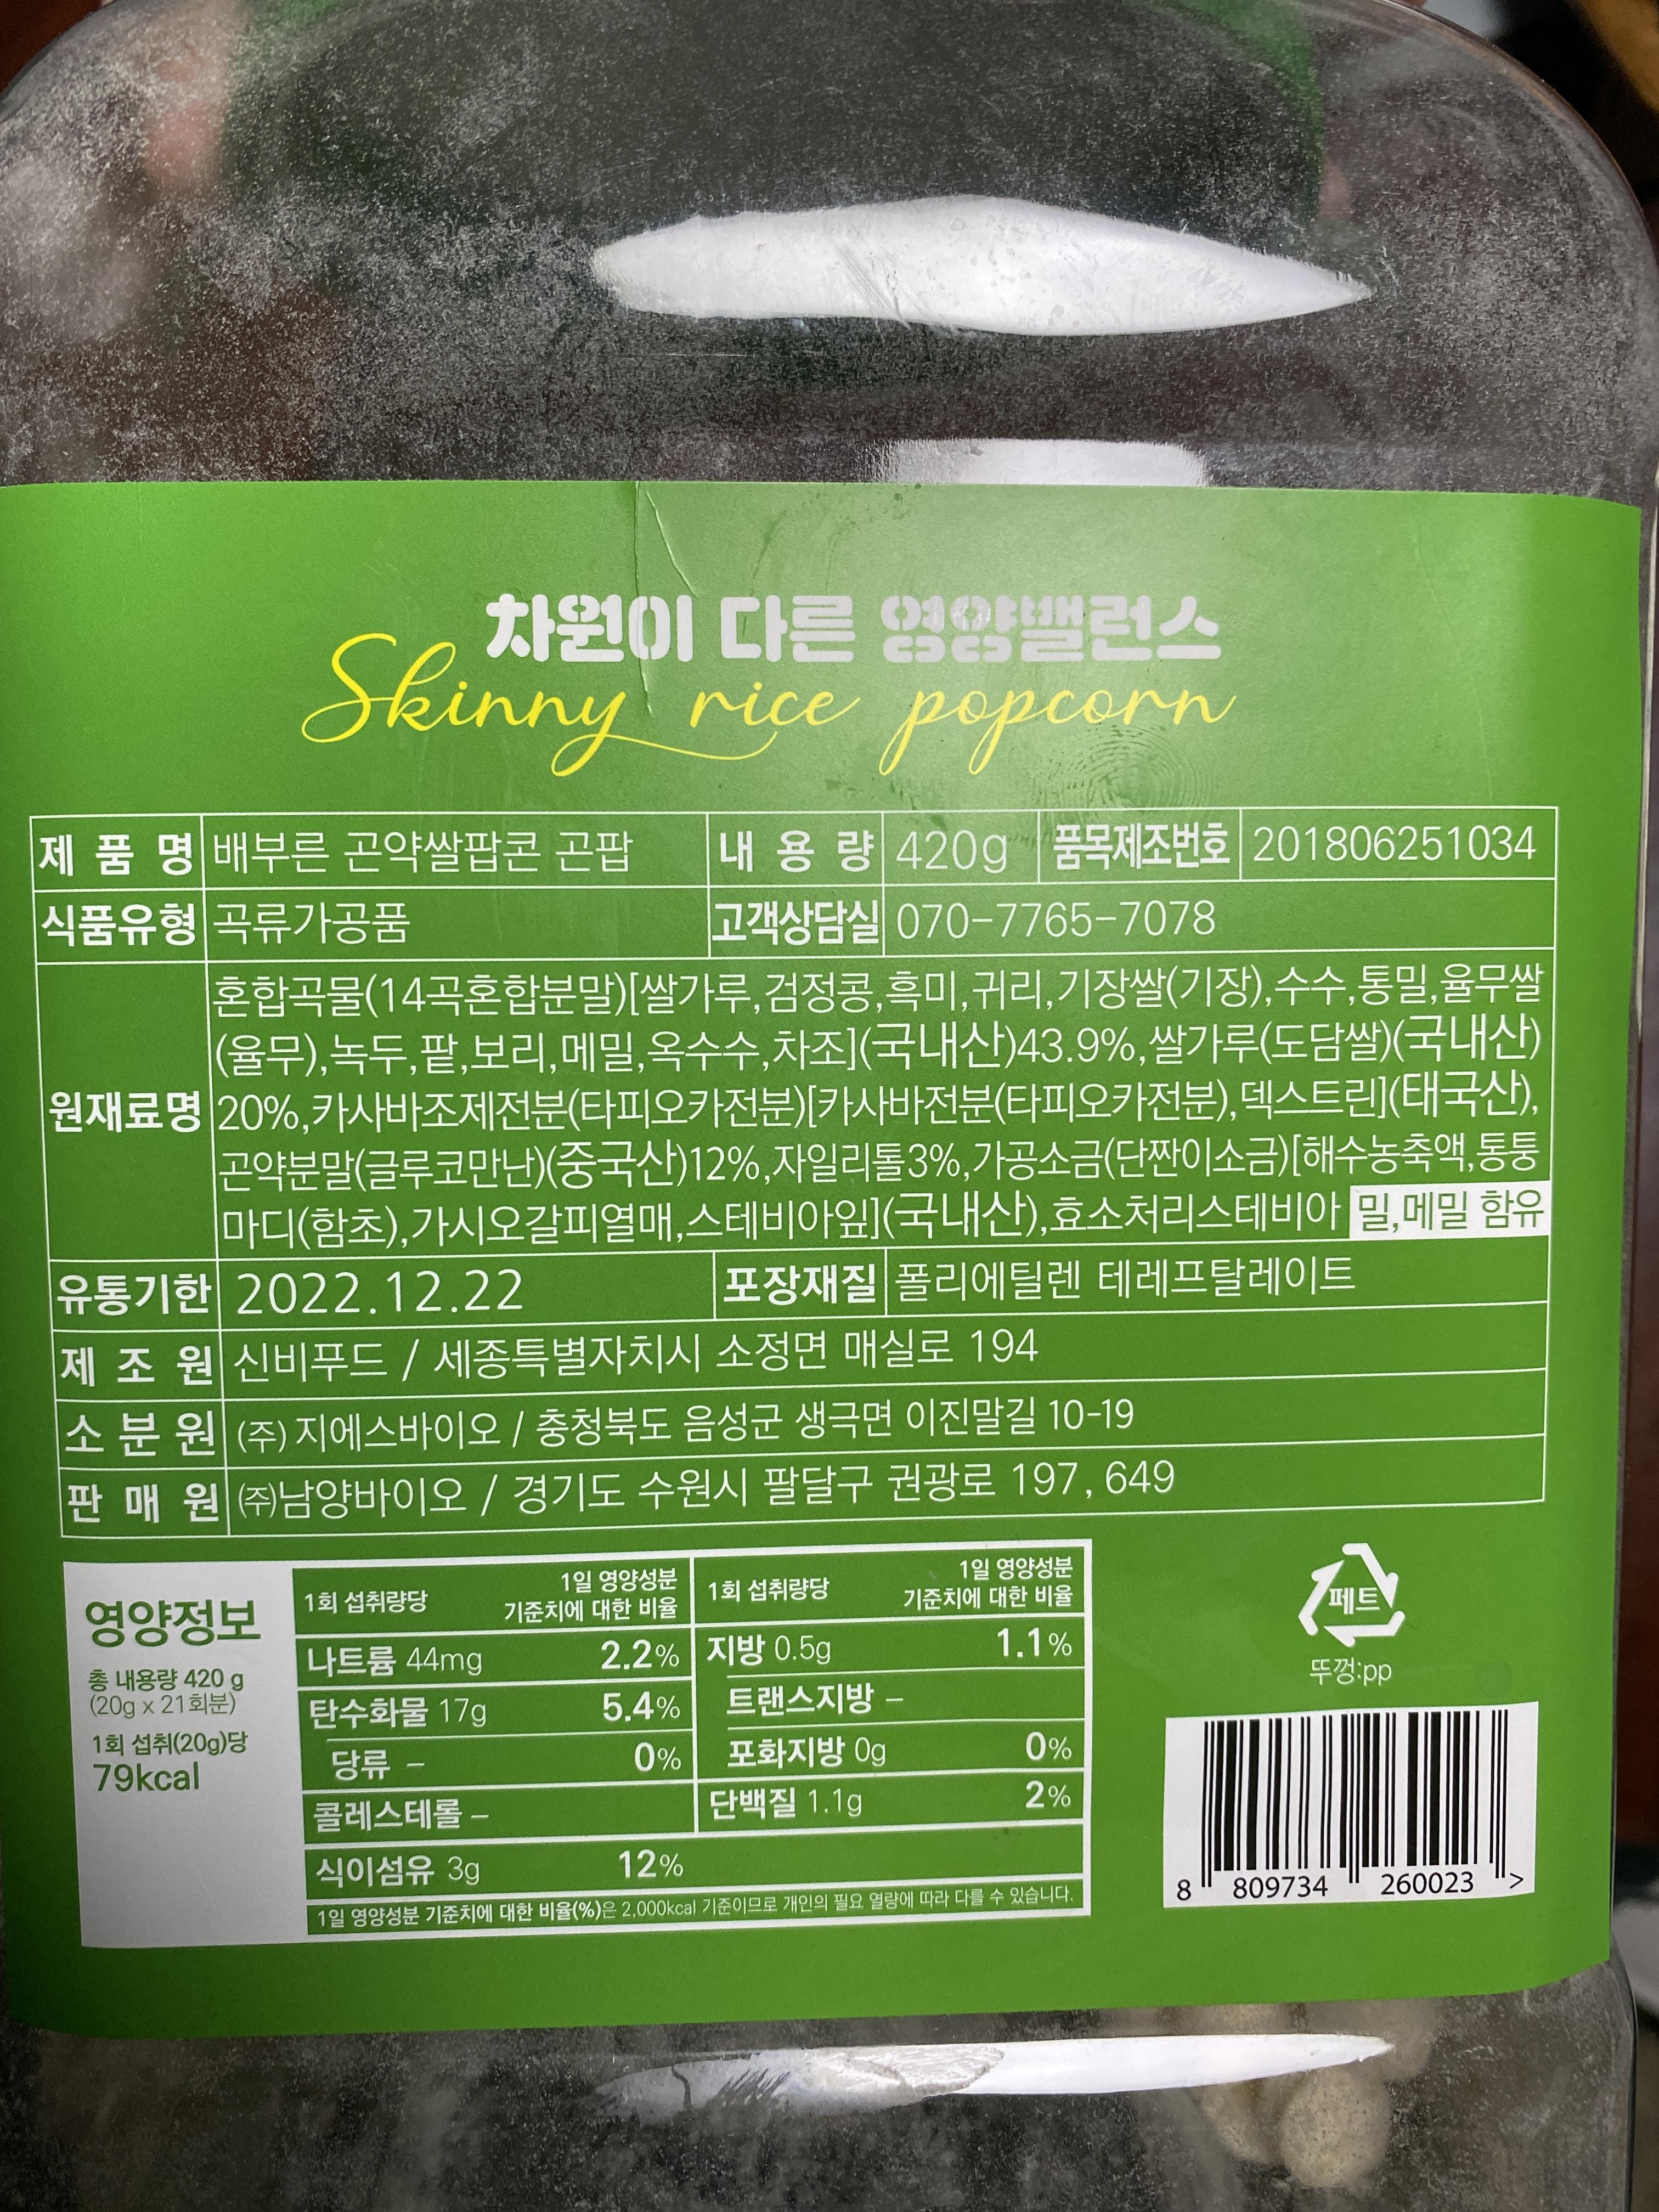 차원이 다른 영양밸런스
Skinny rice popcorn
제 품 명 배부른 곤약쌀팝콘 곤팝 내 용 량 420g 품목제조번호 201806251034
식품유형 곡류가공품 고객상담실 070-7765-7078
원재료명
혼합곡물(14곡혼합분말)[쌀가루,검정콩,흑미,귀리,기장쌀(기장),수수,통밀,율무쌀
(율무),녹두,팥,보리,메밀,옥수수,차조](국내산)43.9%,쌀가루(도담쌀)(국내산)
20%,카사바조제전분(타피오카전분)[카사바전분(타피오카전분),덱스트린](태국산),
곤약분말(글루코만난)(중국산)12%,자일리톨3%,가공소금(단짠이소금)[해수농축액,퉁퉁
마디(함초),가시오갈피열매,스테비아잎](국내산),효소처리스테비아 밀,메밀 함유
유통기한 2022.12.22 포장재질 폴리에틸렌 테레프탈레이트
제 조 원 신비푸드 / 세종특별자치시 소정면 매실로 194
소 분 원 (주) 지에스바이오 / 충청북도 음성군 생극면 이진말길 10-19
판 매 원 ㈜남양바이오 / 경기도 수원시 팔달구 권광로 197, 649
영양정보
총 내용량 420 g
(20g x 21회분)
1회 섭취(20g)당
79kcal
1회 섭취량당 1일 영양성분 기준치에 대한 비율 1회 섭취량당 1일 영양성분 기준치에 대한 비율
나트륨 44mg 2.2% 지방 0.5g 1.1%
탄수화물 17g 5.4% 트랜스지방 –
당류 – 0% 포화지방 0g 0%
콜레스테롤 – 단백질 1.1g 2%
식이섬유 3g 12%
1일 영양성분 기준치에 대한 비율(%)은 2,000kcal 기준이므로 개인의 필요 열량에 따라 다를 수 있습니다.
페트
뚜껑:pp
8 809734 260023 >